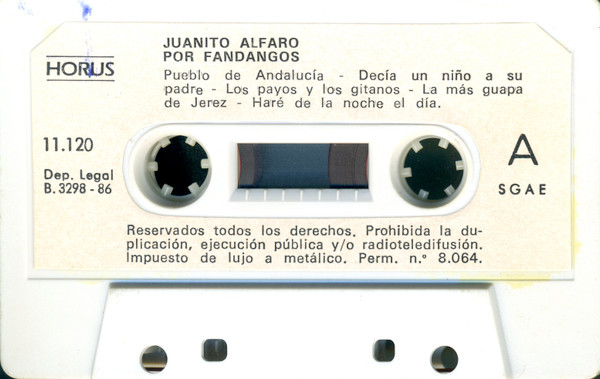 JUANITO ALFARO
POR FANDANGOS
HORUS
Pueblo de Andalucía - Decía un niño a su
padre - Los payos y los gitanos - La más guapa
de Jerez - Haré de la noche el día.
11.120
A
Dep. Legal
B. 3298 - 86
SGAE
Reservados todos los derechos. Prohibida la du-
plicación, ejecución pública y/o radioteledifusión.
Impuesto de lujo a metálico. Perm. n.° 8.064.